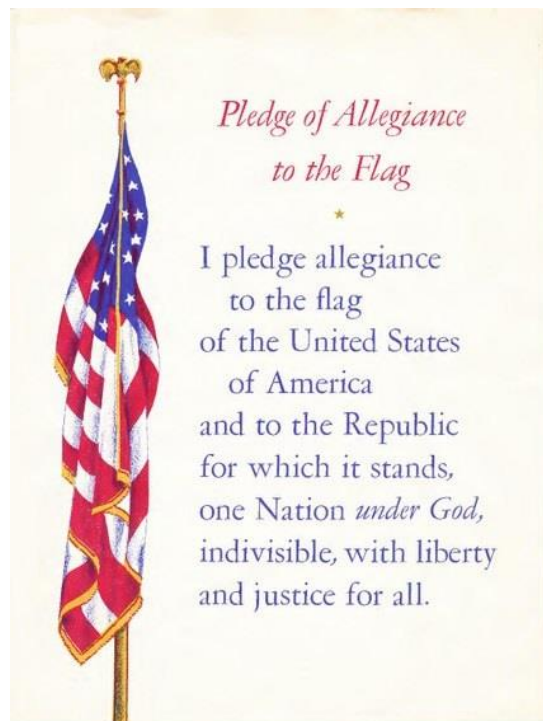 Pledge of Allegiance
to the Flag
I pledge allegiance
to the flag
of the United States
of America
and to the Republic
for which it stands,
one Nation under God,
indivisible, with liberty
and justice for all.